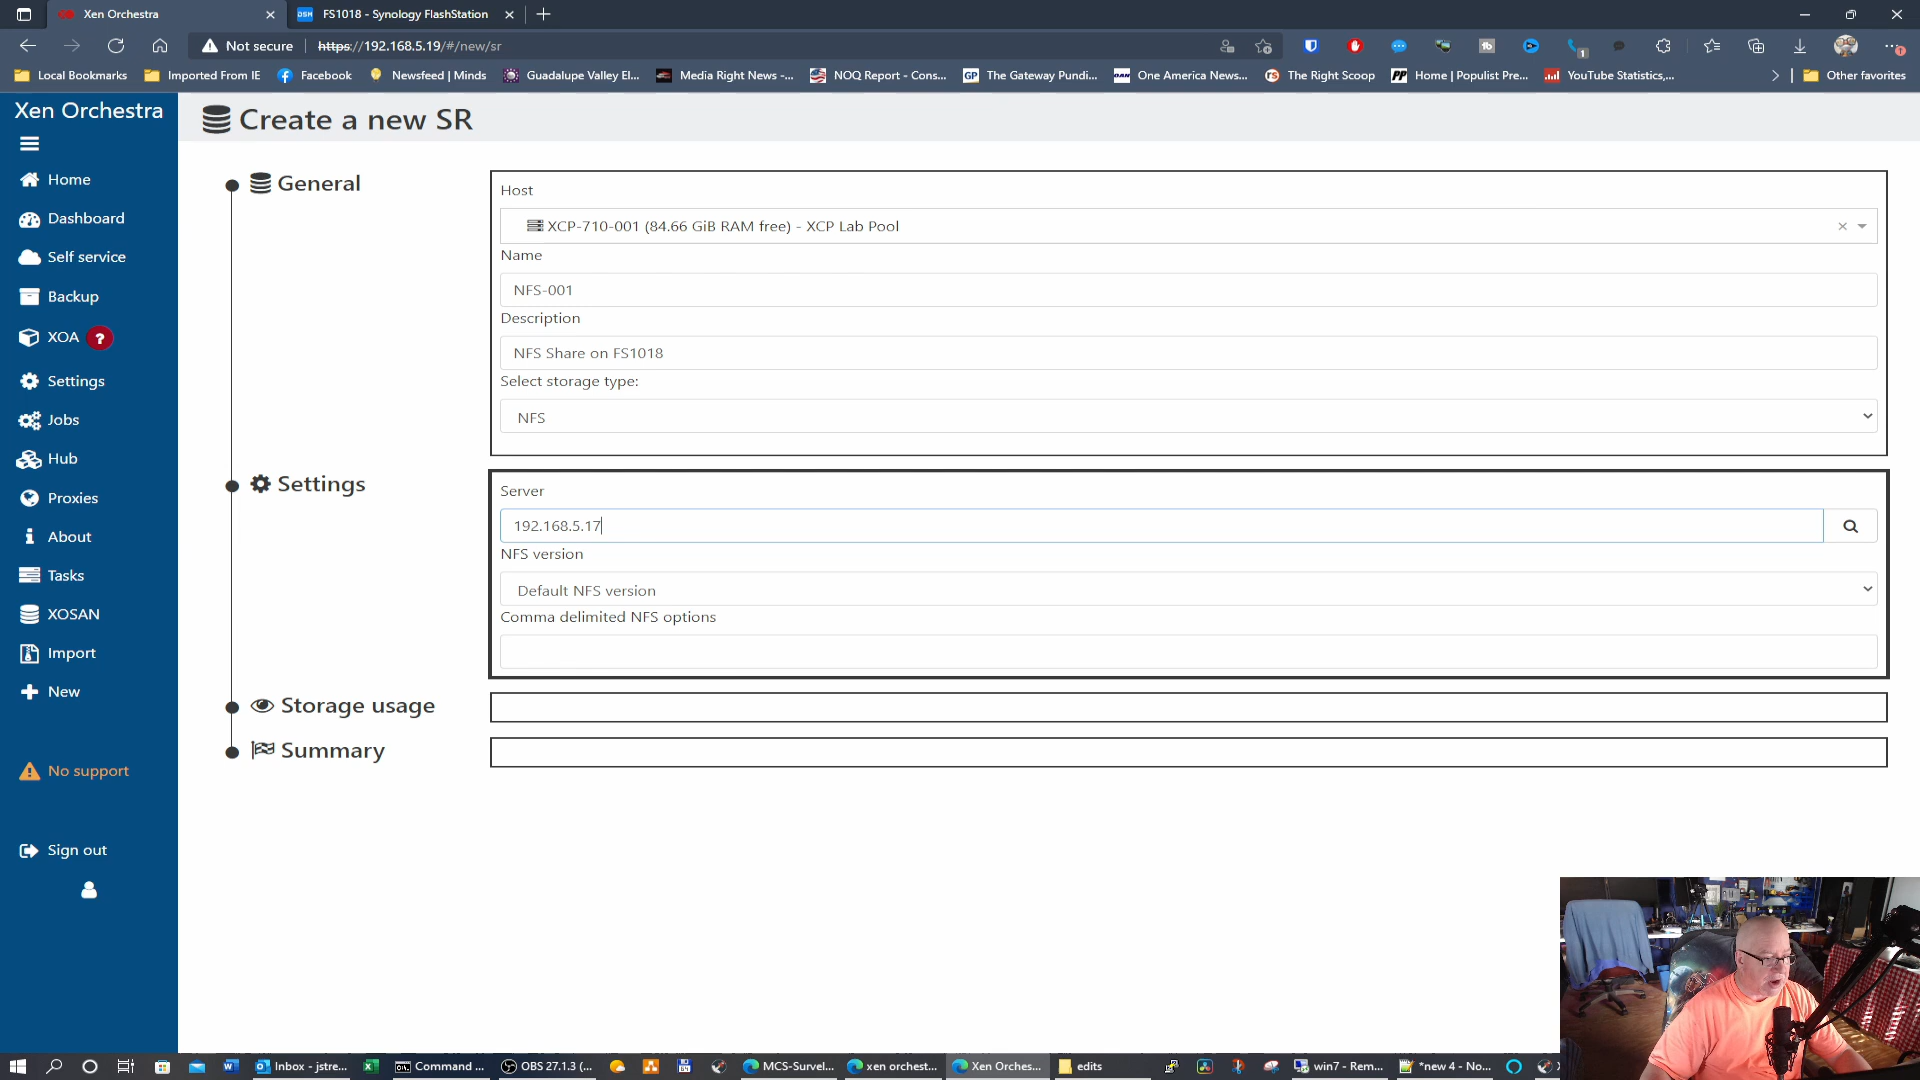 Xen Orchestra
FS1018 - Synology FlashStation
Not secure
https://192.168.5.19/#/new/sr
Local Bookmarks
Imported From IE
Facebook
Newsfeed | Minds
Guadalupe Valley El...
Media Right News -...
NOQ Report - Cons...
The Gateway Pundi...
One America News...
The Right Scoop
Home | Populist Pre...
YouTube Statistics,...
Other favorites
Xen Orchestra
Home
Dashboard
Self service
Backup
XOA ?
Settings
Jobs
Hub
Proxies
About
Tasks
XOSAN
Import
New
No support
Sign out
Create a new SR
General
Host
XCP-710-001 (84.66 GiB RAM free) - XCP Lab Pool
Name
NFS-001
Description
NFS Share on FS1018
Select storage type:
NFS
Settings
Server
192.168.5.17
NFS version
Default NFS version
Comma delimited NFS options
Storage usage
Summary
Inbox - jstre...
Command ...
OBS 27.1.3 (...
MCS-Survel...
xen orchest...
Xen Orches...
edits
win7 - Rem...
*new 4 - No...